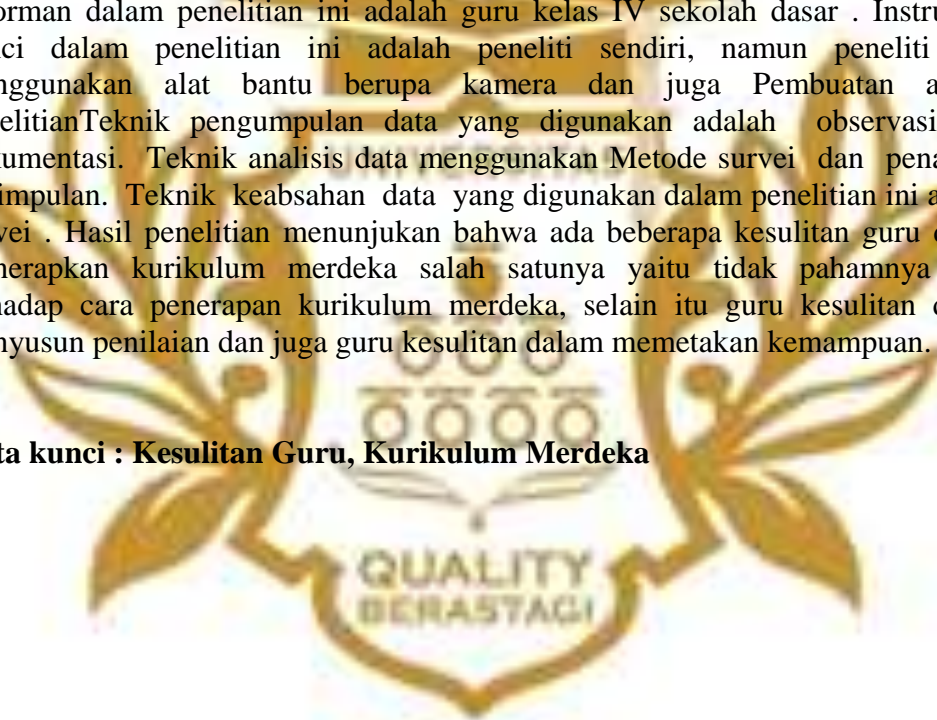 orman dalam penelitian ini adalah guru kelas IV sekolah dasar . Instru
ci dalam penelitian ini adalah peneliti sendiri, namun peneliti
nggunakan alat bantu berupa kamera dan juga Pembuatan a
elitianTeknik pengumpulan data yang digunakan adalah observasi
umentasi. Teknik analisis data menggunakan Metode survei dan pena
impulan. Teknik keabsahan data yang digunakan dalam penelitian ini a
vei . Hasil penelitian menunjukan bahwa ada beberapa kesulitan guru
nerapkan kurikulum merdeka salah satunya yaitu tidak pahamnya
hadap cara penerapan kurikulum merdeka, selain itu guru kesulitan
nyusun penilaian dan juga guru kesulitan dalam memetakan kemampuan.
ta kunci : Kesulitan Guru, Kurikulum Merdeka
QUALITY
BERASTAGI